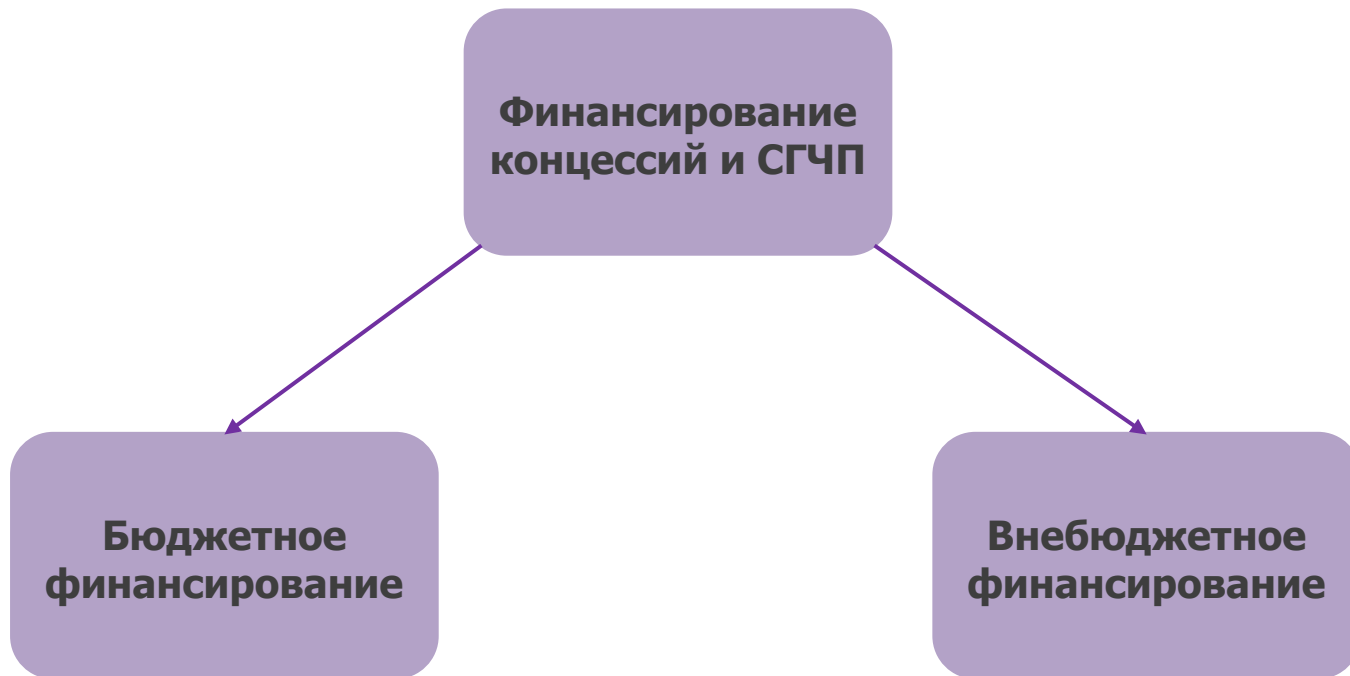 Финансирование
концессий и СГЧП
Бюджетное
финансирование
Внебюджетное
финансирование